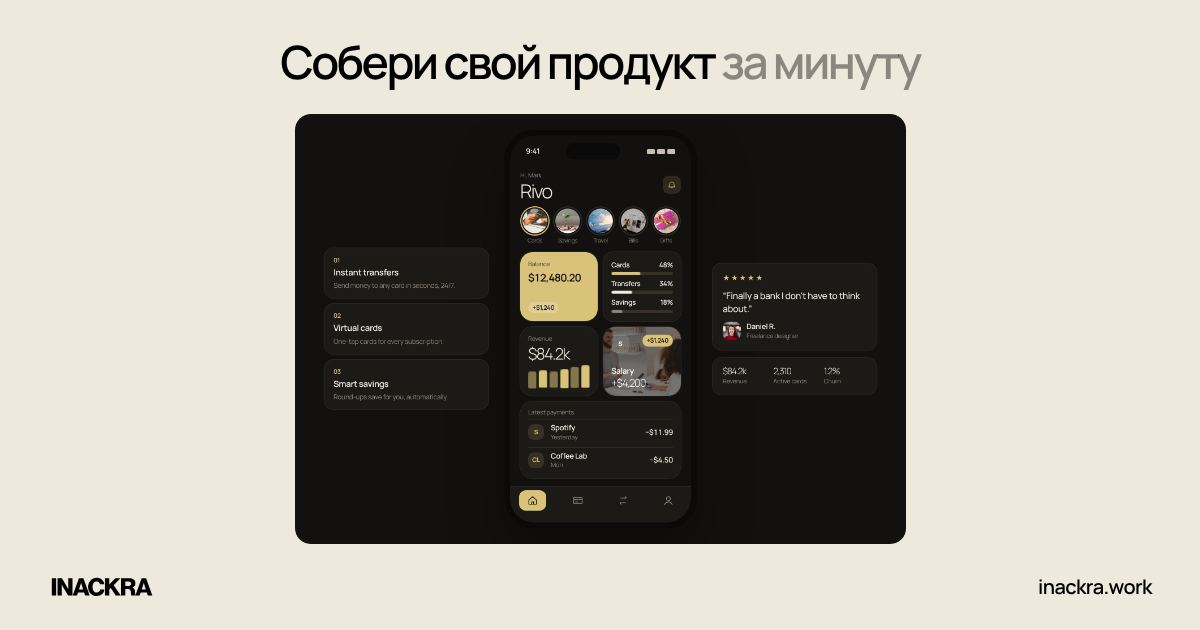 Собери свой продукт за минуту
01
Instant transfers
Send money to any card in seconds, 24/7.
02
Virtual cards
One-tap cards for every subscription
03
Smart savings
Round-ups save for you, automatically
9:41
Hi, Mark
Rivo
Cards Savings Travel Bills Gifts
Balance
$12,480.20
+$1,240
Cards 48%
Transfers 34%
Savings 18%
Revenue
$84.2k
S +$1,240
Salary
+$4,200
Latest payments
S Spotify −$11.99
Yesterday
CL Coffee Lab −$4.50
Mon
★★★★★
“Finally a bank I don’t have to think
about.”
Daniel R.
Freelance designer
$84.2k 2,310 1.2%
Revenue Active cards Churn
INACKRA
inackra.work